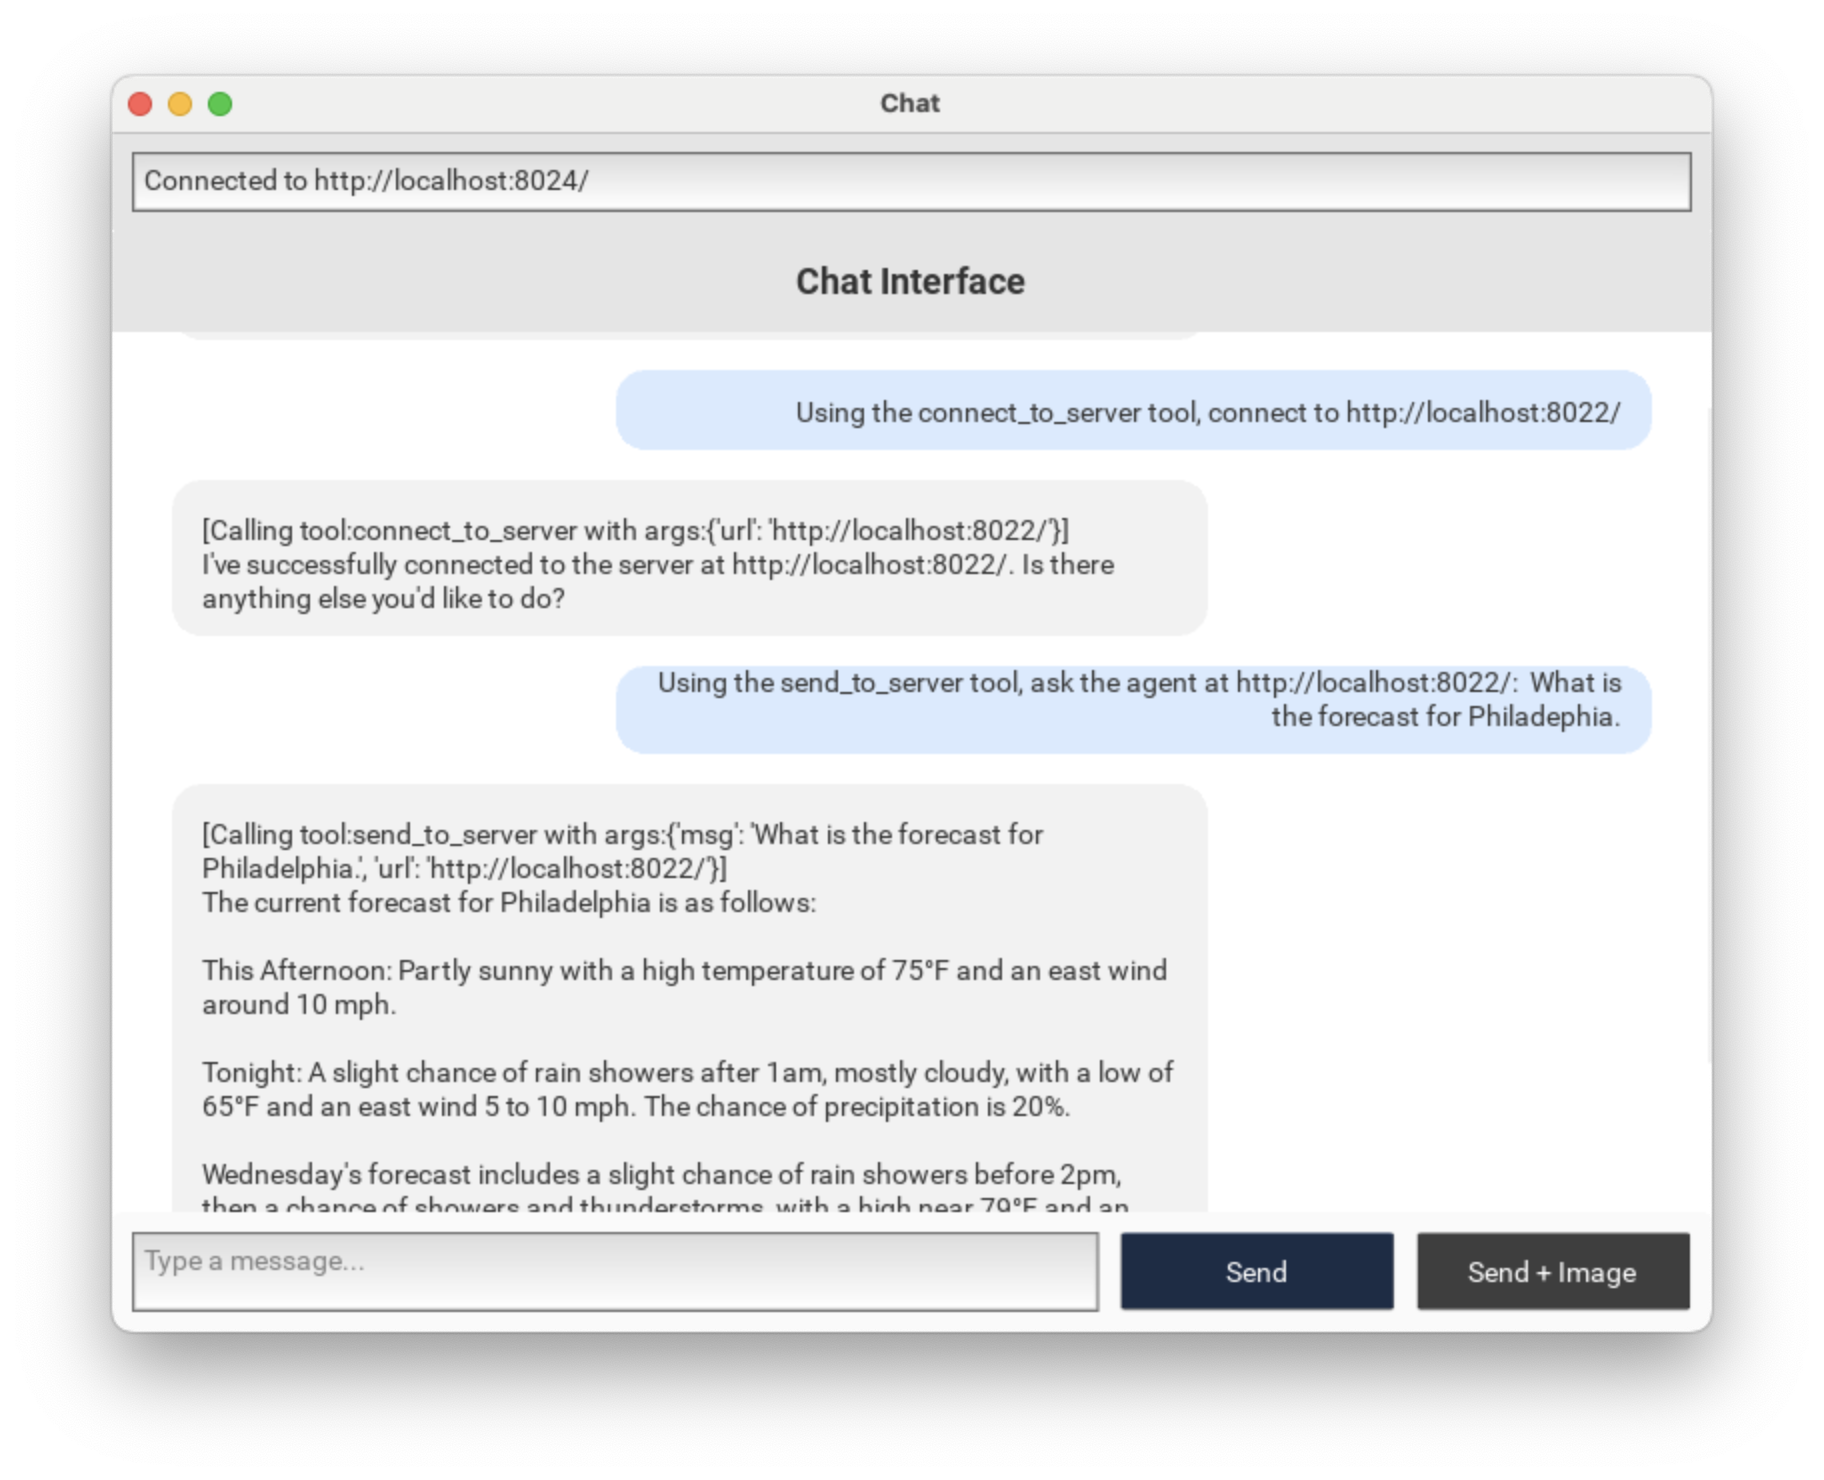 Chat
Connected to http://localhost:8024/
Chat Interface
Using the connect_to_server tool, connect to http://localhost:8022/
[Calling tool:connect_to_server with args:{'url': 'http://localhost:8022/'}]
I've successfully connected to the server at http://localhost:8022/. Is there
anything else you'd like to do?
Using the send_to_server tool, ask the agent at http://localhost:8022/:  What is
the forecast for Philadephia.
[Calling tool:send_to_server with args:{'msg': 'What is the forecast for
Philadelphia.', 'url': 'http://localhost:8022/'}]
The current forecast for Philadelphia is as follows:
This Afternoon: Partly sunny with a high temperature of 75°F and an east wind
around 10 mph.
Tonight: A slight chance of rain showers after 1am, mostly cloudy, with a low of
65°F and an east wind 5 to 10 mph. The chance of precipitation is 20%.
Wednesday's forecast includes a slight chance of rain showers before 2pm,
then a chance of showers and thunderstorms, with a high near 79°F and an
Type a message...
Send
Send + Image